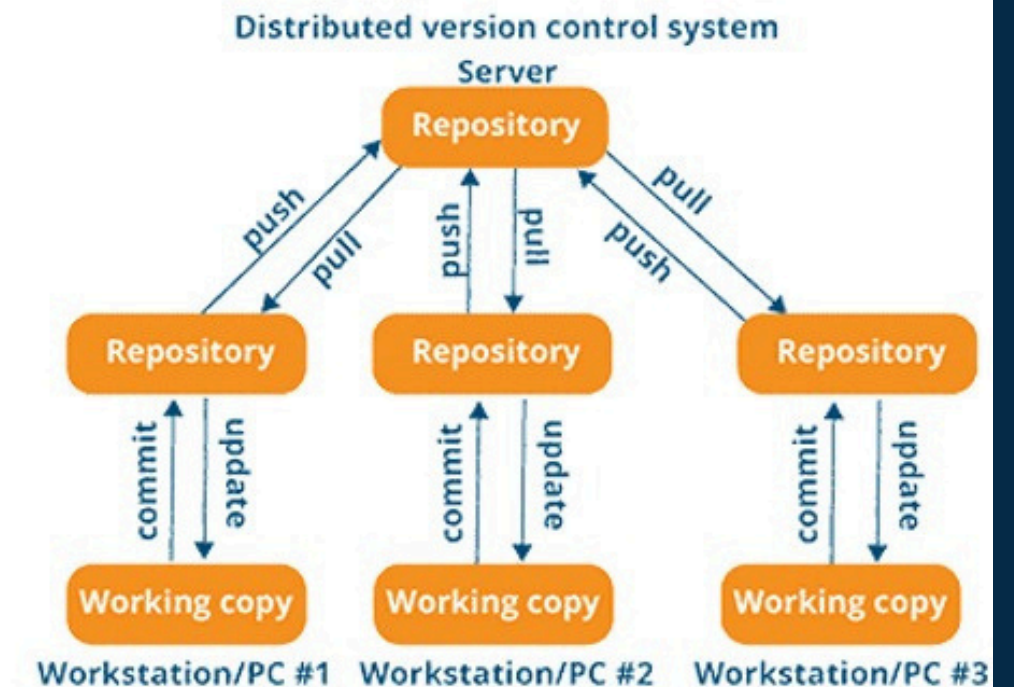 Distributed version control system
Server
Repository
push
pull
push
pull
push
pull
Repository
Repository
Repository
commit
update
commit
update
commit
update
Working copy
Working copy
Working copy
Workstation/PC #1
Workstation/PC #2
Workstation/PC #3